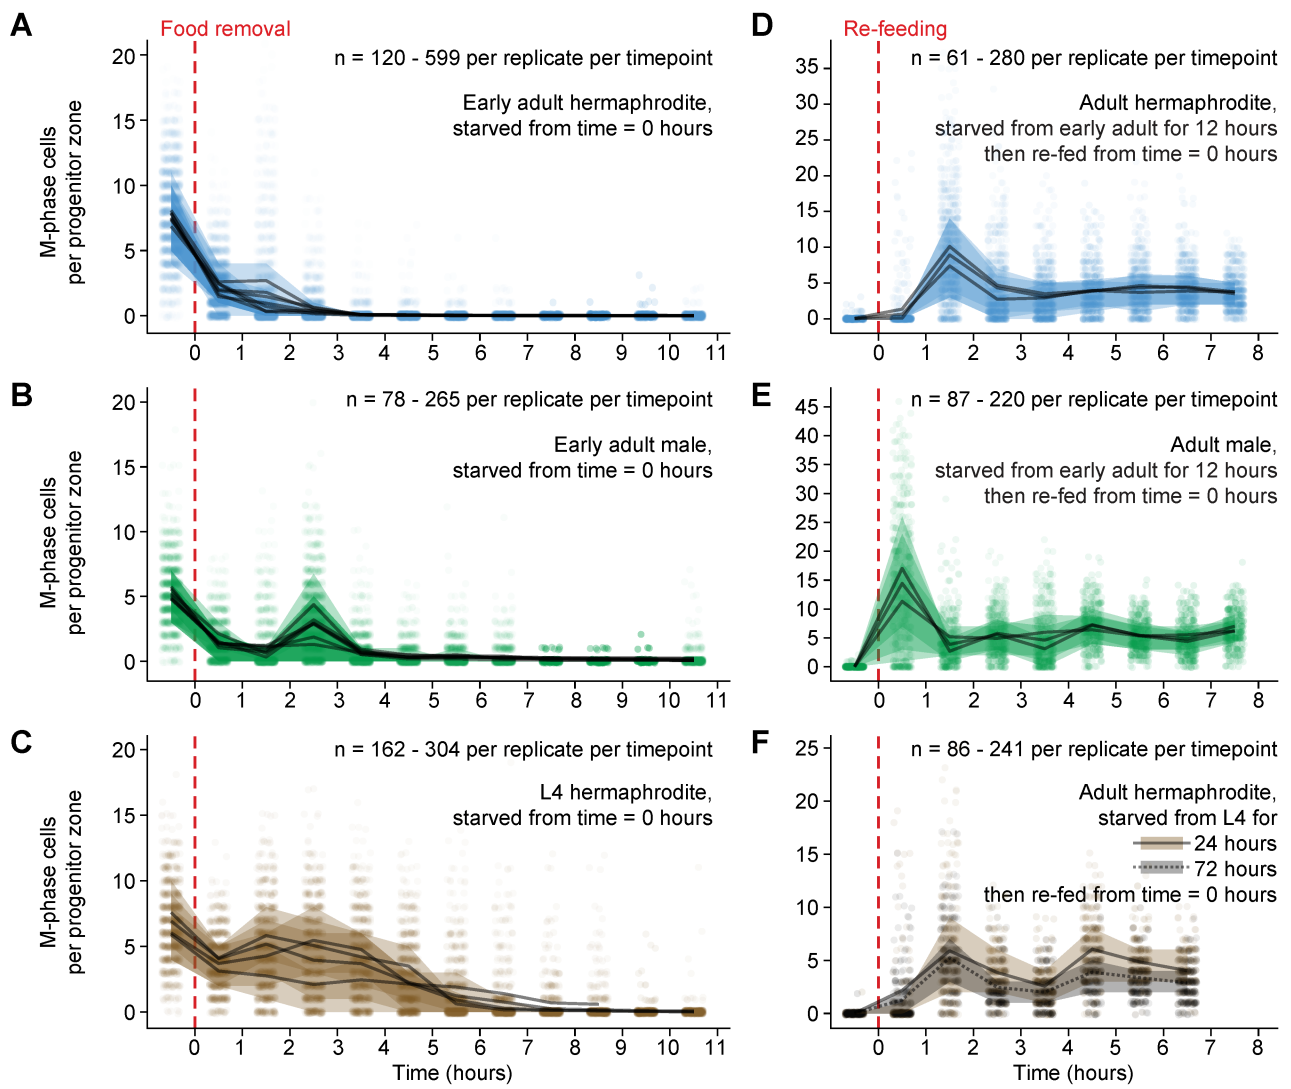 A
Food removal
n = 120 - 599 per replicate per timepoint
Early adult hermaphrodite,
starved from time = 0 hours
M-phase cells
per progenitor zone
20
15
10
5
0
0 1 2 3 4 5 6 7 8 9 10 11
B
n = 78 - 265 per replicate per timepoint
Early adult male,
starved from time = 0 hours
M-phase cells
per progenitor zone
20
15
10
5
0
0 1 2 3 4 5 6 7 8 9 10 11
C
n = 162 - 304 per replicate per timepoint
L4 hermaphrodite,
starved from time = 0 hours
M-phase cells
per progenitor zone
20
15
10
5
0
0 1 2 3 4 5 6 7 8 9 10 11
Time (hours)
D
Re-feeding
n = 61 - 280 per replicate per timepoint
Adult hermaphrodite,
starved from early adult for 12 hours
then re-fed from time = 0 hours
35
30
25
20
15
10
5
0
0 1 2 3 4 5 6 7 8
E
n = 87 - 220 per replicate per timepoint
Adult male,
starved from early adult for 12 hours
then re-fed from time = 0 hours
45
40
35
30
25
20
15
10
5
0
0 1 2 3 4 5 6 7 8
F
n = 86 - 241 per replicate per timepoint
Adult hermaphrodite,
starved from L4 for
24 hours
72 hours
then re-fed from time = 0 hours
25
20
15
10
5
0
0 1 2 3 4 5 6 7 8
Time (hours)